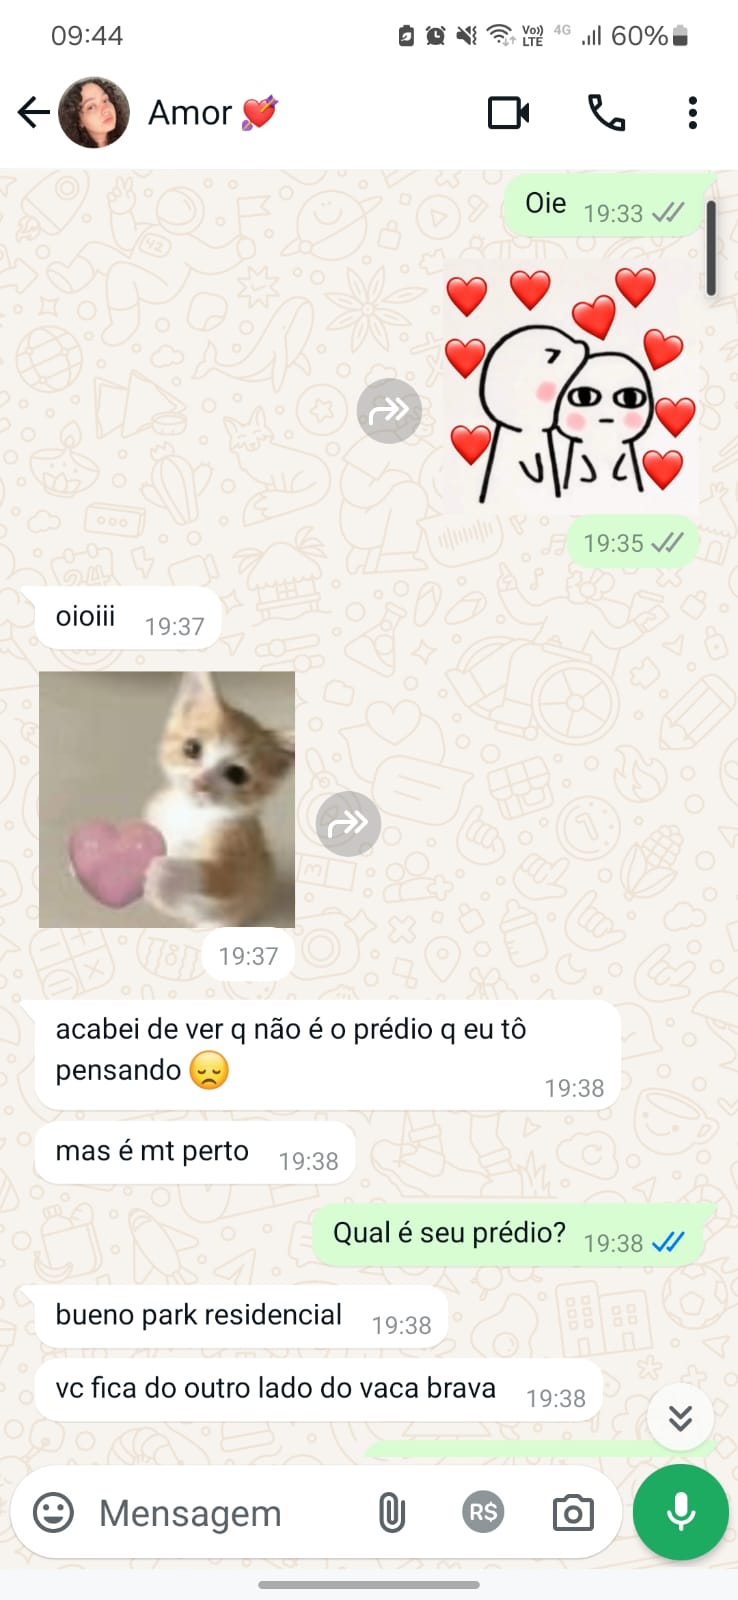 09:44
Vo))
LTE
4G
60%
Amor
Oie 19:33
19:35
oioiii 19:37
19:37
acabei de ver q não é o prédio q eu tô
pensando
19:38
mas é mt perto 19:38
Qual é seu prédio? 19:38
bueno park residencial 19:38
vc fica do outro lado do vaca brava 19:38
Mensagem
R$